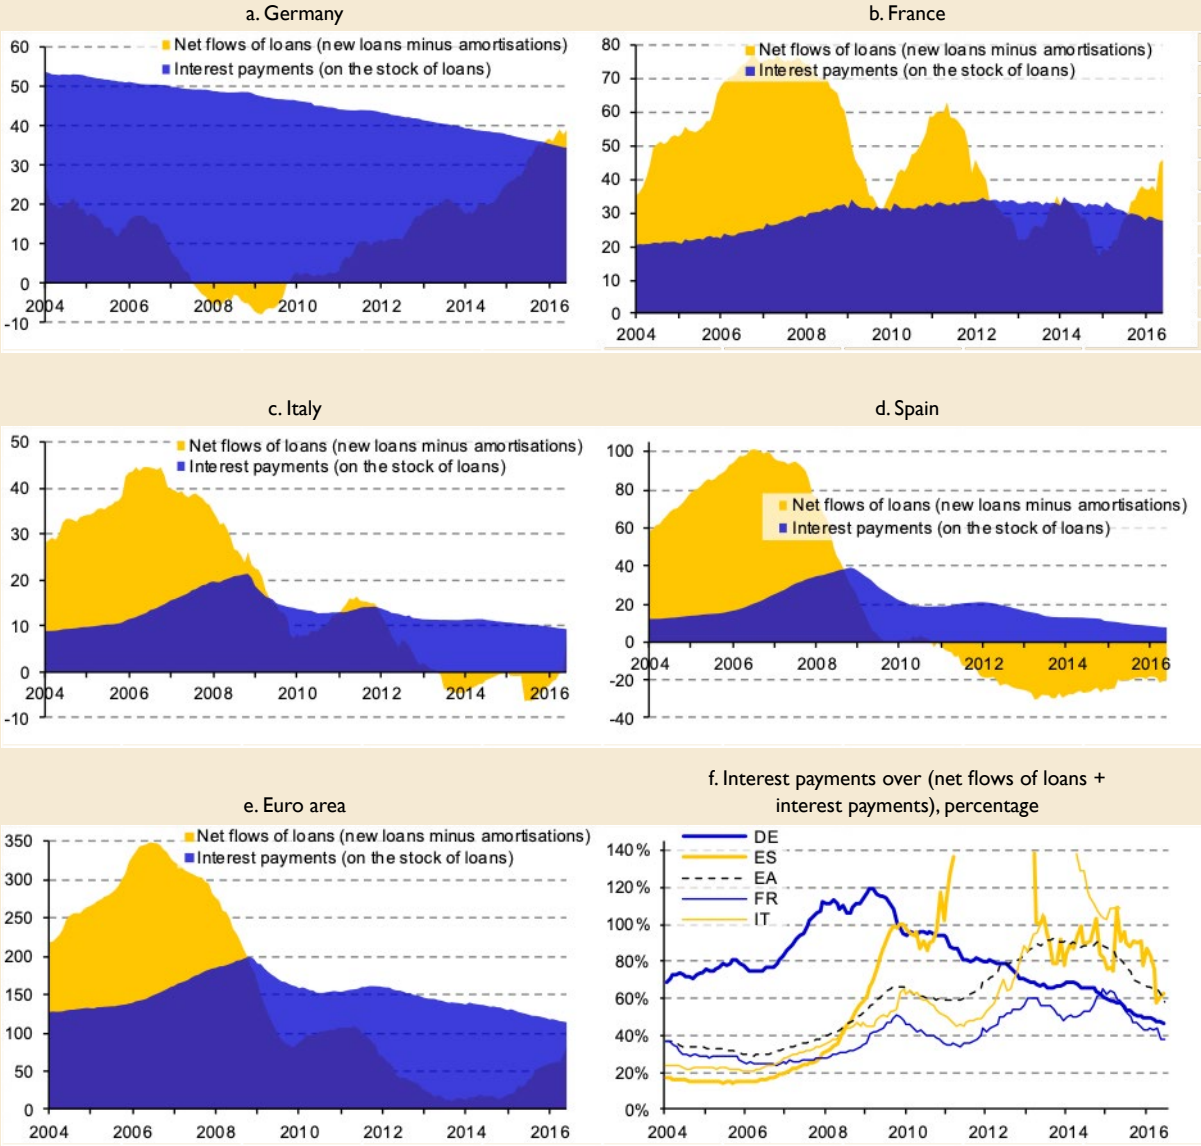 a. Germany
Net flows of loans (new loans minus amortisations)
Interest payments (on the stock of loans)
60
50
40
30
20
10
0
-10
2004 2006 2008 2010 2012 2014 2016
b. France
Net flows of loans (new loans minus amortisations)
Interest payments (on the stock of loans)
80
70
60
50
40
30
20
10
0
2004 2006 2008 2010 2012 2014 2016
c. Italy
Net flows of loans (new loans minus amortisations)
Interest payments (on the stock of loans)
50
40
30
20
10
0
-10
2004 2006 2008 2010 2012 2014 2016
d. Spain
Net flows of loans (new loans minus amortisations)
Interest payments (on the stock of loans)
100
80
60
40
20
0
-20
-40
2004 2006 2008 2010 2012 2014 2016
e. Euro area
Net flows of loans (new loans minus amortisations)
Interest payments (on the stock of loans)
350
300
250
200
150
100
50
0
2004 2006 2008 2010 2012 2014 2016
f. Interest payments over (net flows of loans +
interest payments), percentage
DE
ES
EA
FR
IT
140%
120%
100%
80%
60%
40%
20%
0%
2004 2006 2008 2010 2012 2014 2016